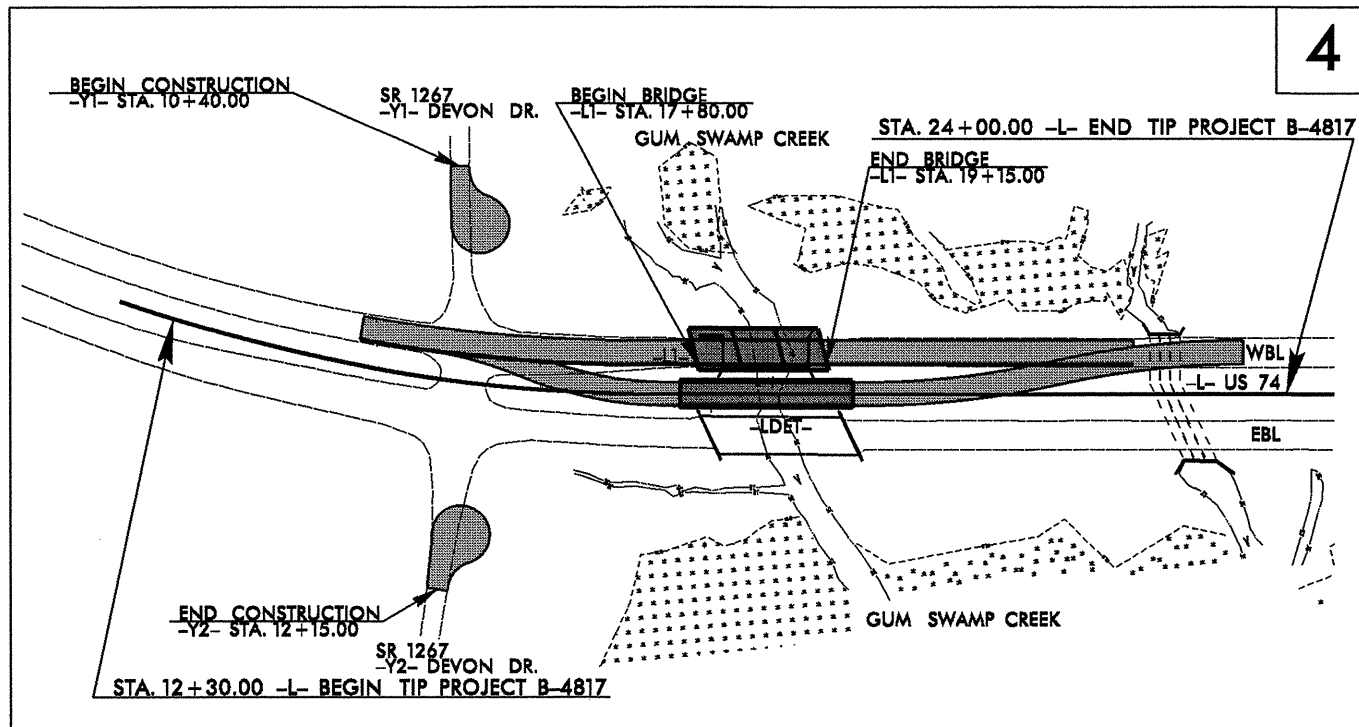 4
BEGIN CONSTRUCTION
-Y1- STA. 10+40.00
SR 1267
-Y1- DEVON DR.
BEGIN BRIDGE
-L1- STA. 17+80.00
GUM SWAMP CREEK
STA. 24+00.00 -L- END TIP PROJECT B-4817
END BRIDGE
-L1- STA. 19+15.00
-L1-
WBL
-L- US 74
-LDET-
EBL
END CONSTRUCTION
-Y2- STA. 12+15.00
GUM SWAMP CREEK
SR 1267
-Y2- DEVON DR.
STA. 12+30.00 -L- BEGIN TIP PROJECT B-4817